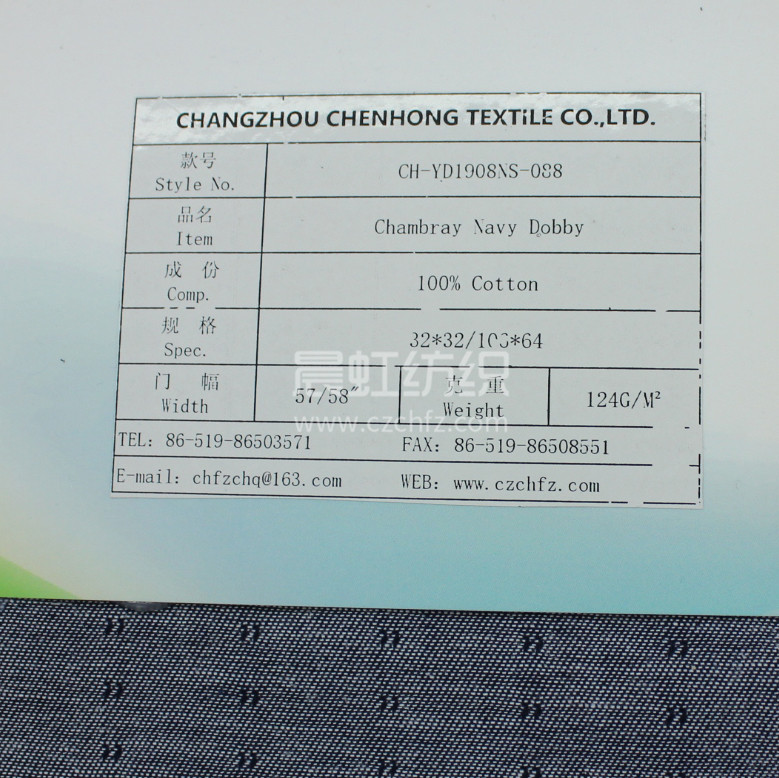 CHANGZHOU CHENHONG TEXTiLE CO.,LTD.
款号
Style No.
CH-YD1908NS-088
品名
Item
Chambray Navy Dobby
成 份
Comp.
100% Cotton
规 格
Spec.
32*32/106*64
门 幅
Width
57/58"
克 重
Weight
124G/M²
晨虹纺织
www.czchfz.com
TEL: 86-519-86503571
FAX: 86-519-86508551
E-mail: chfzchq@163.com
WEB: www.czchfz.com